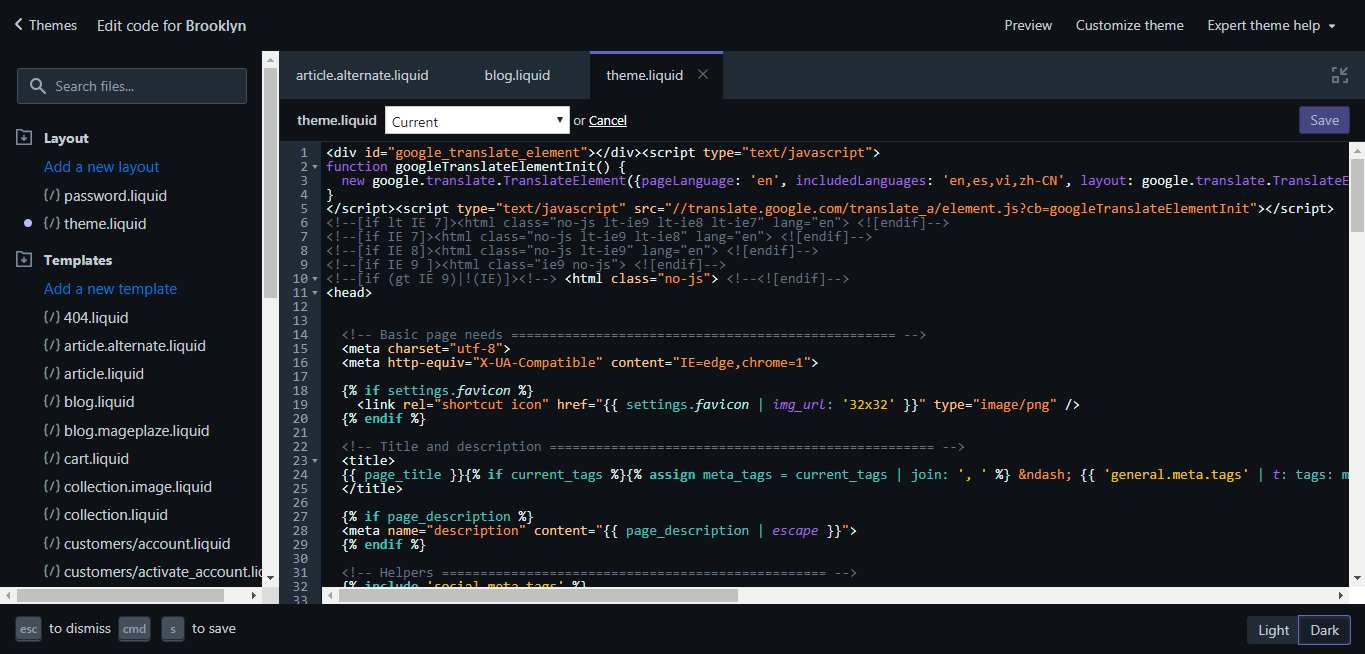 Themes Edit code for Brooklyn Preview Customize theme Expert theme help
Search files...
Layout
Add a new layout
{/} password.liquid
{/} theme.liquid
Templates
Add a new template
{/} 404.liquid
{/} article.alternate.liquid
{/} article.liquid
{/} blog.liquid
{/} blog.mageplaze.liquid
{/} cart.liquid
{/} collection.image.liquid
{/} collection.liquid
{/} customers/account.liquid
{/} customers/activate_account.lic
article.alternate.liquid blog.liquid theme.liquid
theme.liquid Current or Cancel Save
1 <div id="google_translate_element"></div><script type="text/javascript">
2 function googleTranslateElementInit() {
3 new google.translate.TranslateElement({pageLanguage: 'en', includedLanguages: 'en,es,vi,zh-CN', layout: google.translate.TranslateE
4 }
5 </script><script type="text/javascript" src="//translate.google.com/translate_a/element.js?cb=googleTranslateElementInit"></script>
6 <!--[if lt IE 7]><html class="no-js lt-ie9 lt-ie8 lt-ie7" lang="en"> <![endif]-->
7 <!--[if IE 7]><html class="no-js lt-ie9 lt-ie8" lang="en"> <![endif]-->
8 <!--[if IE 8]><html class="no-js lt-ie9" lang="en"> <![endif]-->
9 <!--[if IE 9 ]><html class="ie9 no-js"> <![endif]-->
10 <!--[if (gt IE 9)|!(IE)]><!--> <html class="no-js"> <!--<![endif]-->
11 <head>
12
13
14 <!-- Basic page needs ================================================== -->
15 <meta charset="utf-8">
16 <meta http-equiv="X-UA-Compatible" content="IE=edge,chrome=1">
17
18 {% if settings.favicon %}
19 <link rel="shortcut icon" href="{{ settings.favicon | img_url: '32x32' }}" type="image/png" />
20 {% endif %}
21
22 <!-- Title and description ================================================== -->
23 <title>
24 {{ page_title }}{% if current_tags %}{% assign meta_tags = current_tags | join: ', ' %} &ndash; {{ 'general.meta.tags' | t: tags: m
25 </title>
26
27 {% if page_description %}
28 <meta name="description" content="{{ page_description | escape }}">
29 {% endif %}
30
31 <!-- Helpers ================================================== -->
32 {% include 'social-meta-tags' %}
33
esc to dismiss cmd s to save Light Dark